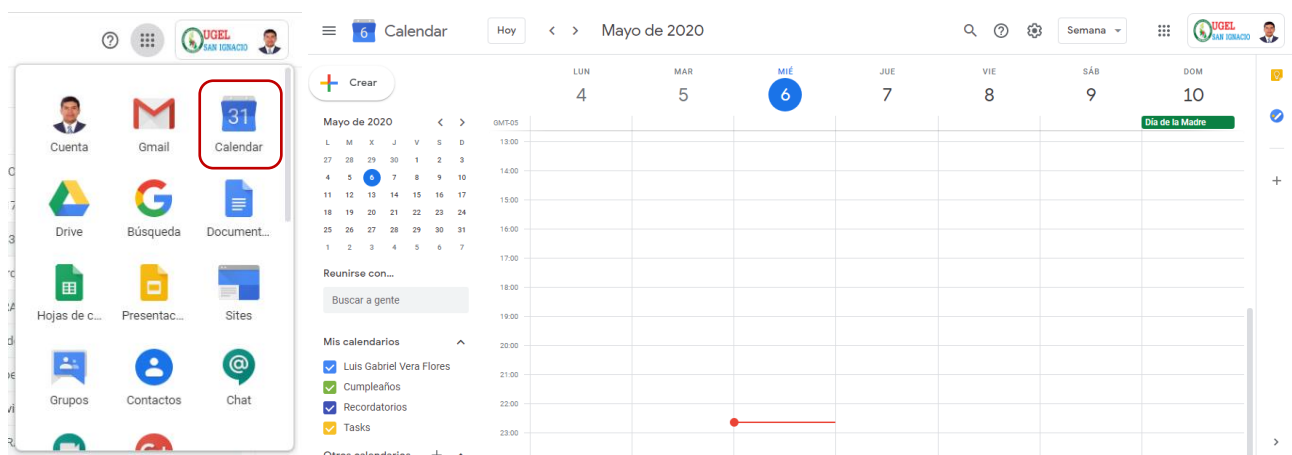 UGEL
SAN IGNACIO
Cuenta Gmail 31 Calendar
Drive Búsqueda Document...
Hojas de c... Presentac... Sites
Grupos Contactos Chat
6 Calendar Hoy Mayo de 2020 Semana UGEL
SAN IGNACIO
Crear
LUN MAR MIÉ JUE VIE SÁB DOM
4 5 6 7 8 9 10
Mayo de 2020
GMT-05 Día de la Madre
L M X J V S D
27 28 29 30 1 2 3
4 5 6 7 8 9 10
11 12 13 14 15 16 17
18 19 20 21 22 23 24
25 26 27 28 29 30 31
1 2 3 4 5 6 7
Reunirse con...
Buscar a gente
Mis calendarios
Luis Gabriel Vera Flores
Cumpleaños
Recordatorios
Tasks
Otros calendarios
13:00
14:00
15:00
16:00
17:00
18:00
19:00
20:00
21:00
22:00
23:00